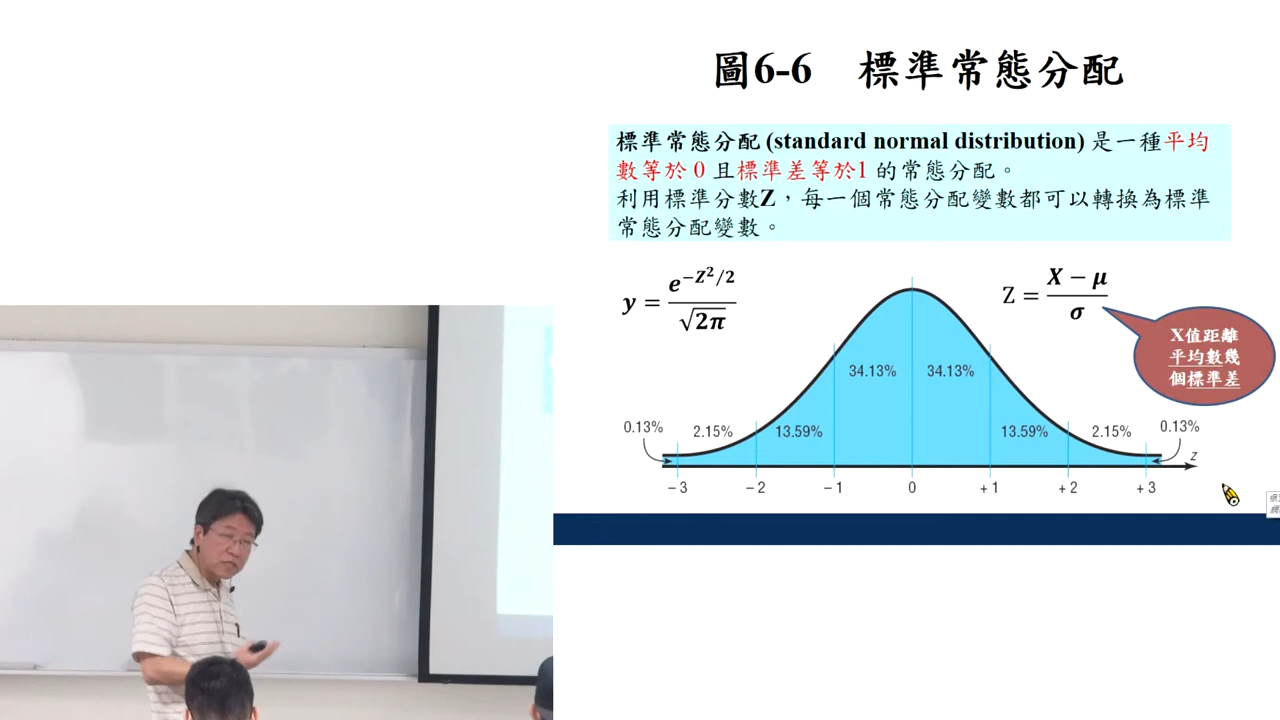 圖6-6 標準常態分配
標準常態分配 (standard normal distribution) 是一種平均
數等於 0 且標準差等於1 的常態分配。
利用標準分數Z，每一個常態分配變數都可以轉換為標準
常態分配變數。
y = e^{-Z^2/2} / √2π
Z = (X − μ) / σ
X值距離
平均數幾
個標準差
34.13% 34.13%
0.13% 2.15% 13.59% 13.59% 2.15% 0.13%
z
−3 −2 −1 0 +1 +2 +3